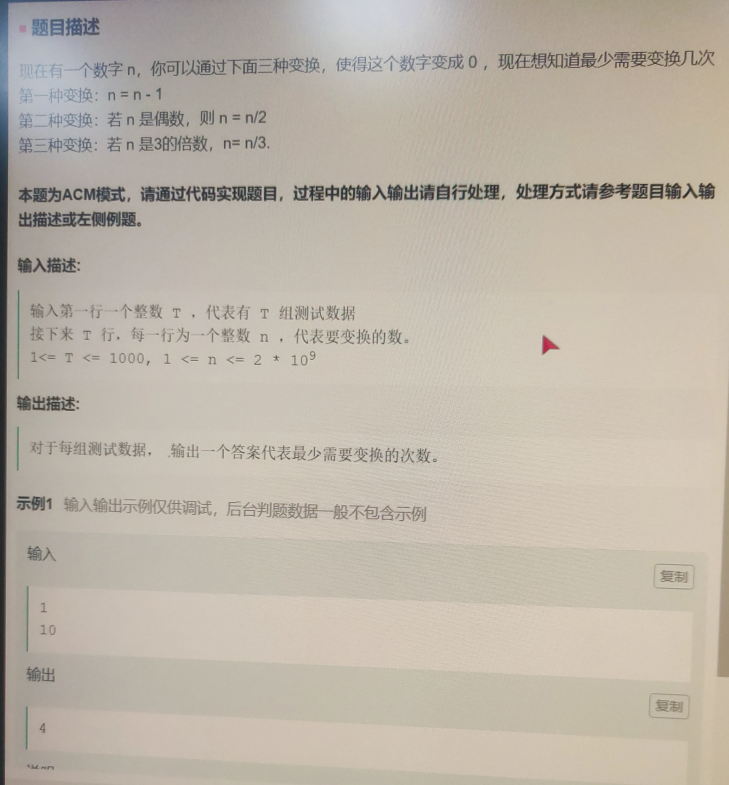 题目描述
现在有一个数字 n，你可以通过下面三种变换，使得这个数字变成 0 ，现在想知道最少需要变换几次
第一种变换：n = n - 1
第二种变换：若 n 是偶数，则 n = n/2
第三种变换：若 n 是3的倍数，n= n/3.
本题为ACM模式，请通过代码实现题目，过程中的输入输出请自行处理，处理方式请参考题目输入输
出描述或左侧例题。
输入描述:
输入第一行一个整数 T ，代表有 T 组测试数据
接下来 T 行，每一行为一个整数 n ，代表要变换的数。
1<= T <= 1000, 1 <= n <= 2 * 10⁹
输出描述:
对于每组测试数据， 输出一个答案代表最少需要变换的次数。
示例1 输入输出示例仅供调试，后台判题数据一般不包含示例
输入
复制
1
10
输出
复制
4